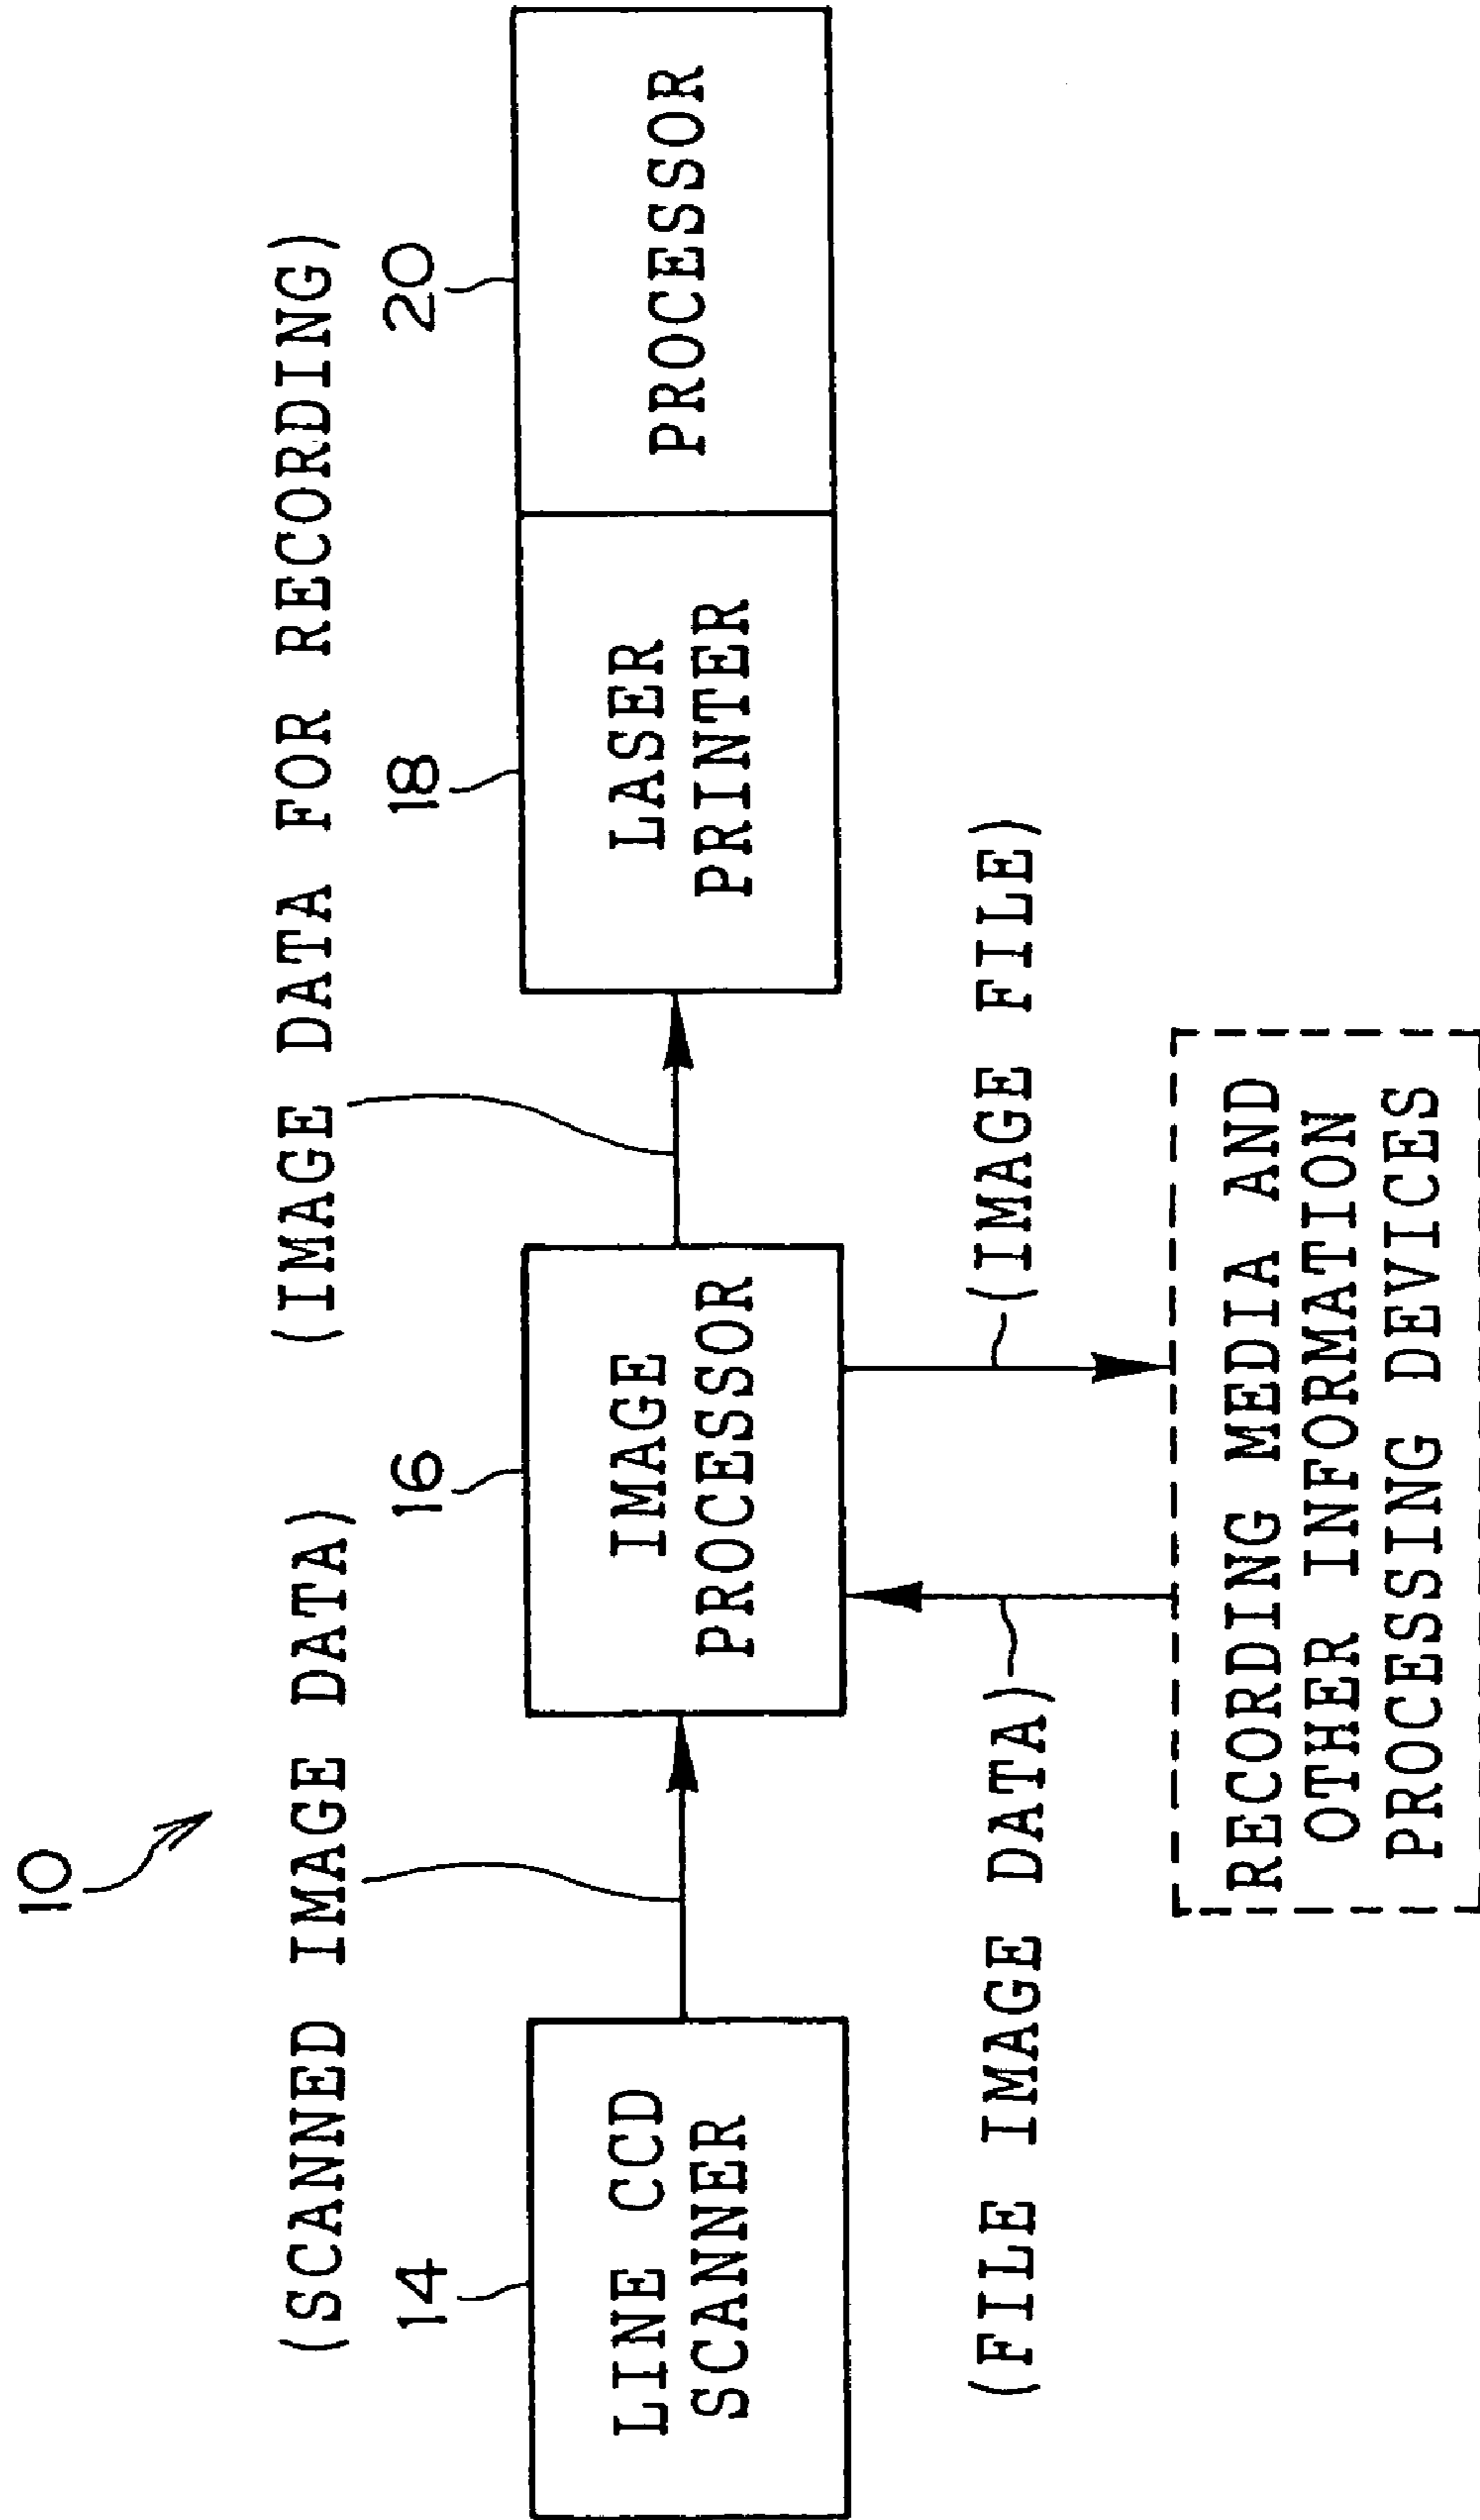 10
(SCANNED IMAGE DATA)
(IMAGE DATA FOR RECORDING)
14
16
18
20
LINE CCD
SCANNER
IMAGE
PROCESSOR
LASER
PRINTER
PROCESSOR
(FILE IMAGE DATA)
(IMAGE FILE)
RECORDING MEDIA AND
OTHER INFORMATION
PROCESSING DEVICES